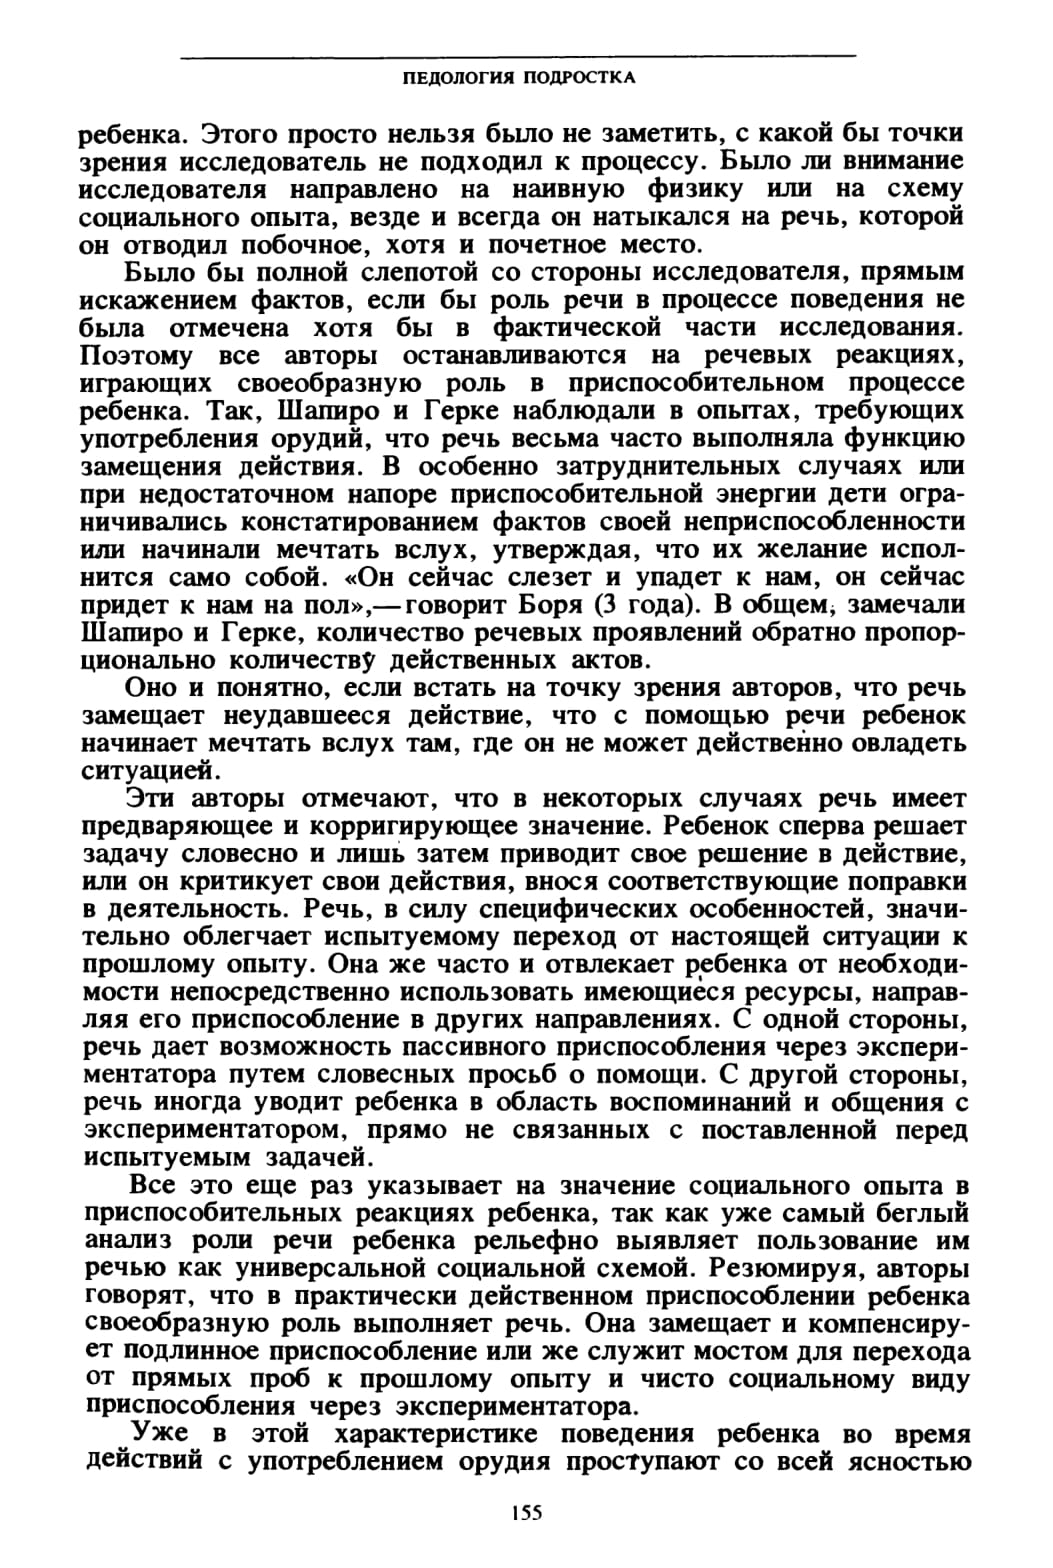 ПЕДОЛОГИЯ ПОДРОСТКА
ребенка. Этого просто нельзя было не заметить, с какой бы точки
зрения исследователь не подходил к процессу. Было ли внимание
исследователя направлено на наивную физику или на схему
социального опыта, везде и всегда он натыкался на речь, которой
он отводил побочное, хотя и почетное место.
Было бы полной слепотой со стороны исследователя, прямым
искажением фактов, если бы роль речи в процессе поведения не
была отмечена хотя бы в фактической части исследования.
Поэтому все авторы останавливаются на речевых реакциях,
играющих своеобразную роль в приспособительном процессе
ребенка. Так, Шапиро и Герке наблюдали в опытах, требующих
употребления орудий, что речь весьма часто выполняла функцию
замещения действия. В особенно затруднительных случаях или
при недостаточном напоре приспособительной энергии дети огра-
ничивались констатированием фактов своей неприспособленности
или начинали мечтать вслух, утверждая, что их желание испол-
нится само собой. «Он сейчас слезет и упадет к нам, он сейчас
придет к нам на пол»,—говорит Боря (3 года). В общем, замечали
Шапиро и Герке, количество речевых проявлений обратно пропор-
ционально количеству действенных актов.
Оно и понятно, если встать на точку зрения авторов, что речь
замещает неудавшееся действие, что с помощью речи ребенок
начинает мечтать вслух там, где он не может действенно овладеть
ситуацией.
Эти авторы отмечают, что в некоторых случаях речь имеет
предваряющее и корригирующее значение. Ребенок сперва решает
задачу словесно и лишь затем приводит свое решение в действие,
или он критикует свои действия, внося соответствующие поправки
в деятельность. Речь, в силу специфических особенностей, значи-
тельно облегчает испытуемому переход от настоящей ситуации к
прошлому опыту. Она же часто и отвлекает ребенка от необходи-
мости непосредственно использовать имеющиеся ресурсы, направ-
ляя его приспособление в других направлениях. С одной стороны,
речь дает возможность пассивного приспособления через экспери-
ментатора путем словесных просьб о помощи. С другой стороны,
речь иногда уводит ребенка в область воспоминаний и общения с
экспериментатором, прямо не связанных с поставленной перед
испытуемым задачей.
Все это еще раз указывает на значение социального опыта в
приспособительных реакциях ребенка, так как уже самый беглый
анализ роли речи ребенка рельефно выявляет пользование им
речью как универсальной социальной схемой. Резюмируя, авторы
говорят, что в практически действенном приспособлении ребенка
своеобразную роль выполняет речь. Она замещает и компенсиру-
ет подлинное приспособление или же служит мостом для перехода
от прямых проб к прошлому опыту и чисто социальному виду
приспособления через экспериментатора.
Уже в этой характеристике поведения ребенка во время
действий с употреблением орудия проступают со всей ясностью
155